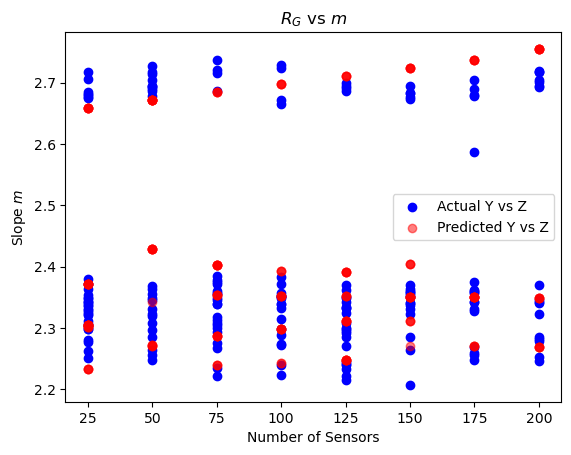 R_G vs m
2.7
2.6
2.5
2.4
2.3
2.2
Slope m
Actual Y vs Z
Predicted Y vs Z
25 50 75 100 125 150 175 200
Number of Sensors